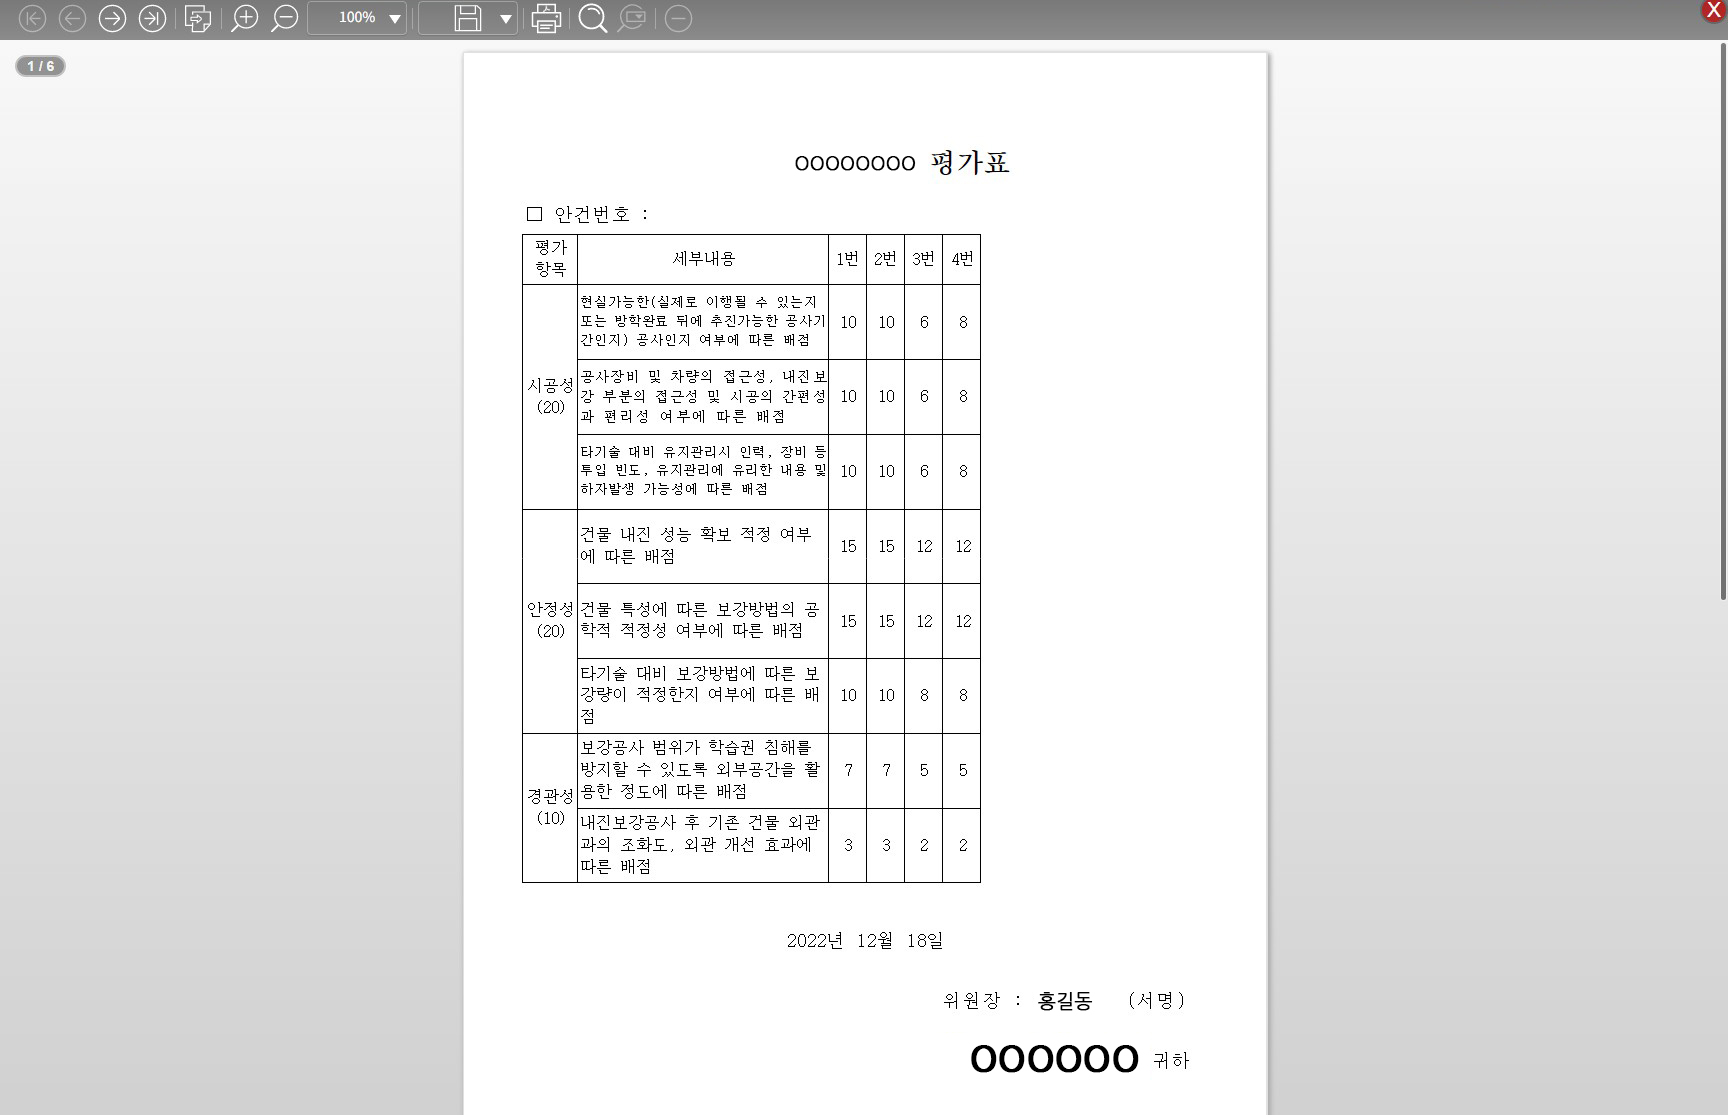 100%
X
1 / 6
OOOOOOOO 평가표
□ 안건번호 :
평가
항목
세부내용
1번
2번
3번
4번
시공성
(20)
현실가능한(실제로 이행될 수 있는지
또는 방학완료 뒤에 추진가능한 공사기
간인지) 공사인지 여부에 따른 배점
10
10
6
8
공사장비 및 차량의 접근성, 내진보
강 부분의 접근성 및 시공의 간편성
과 편리성 여부에 따른 배점
10
10
6
8
타기술 대비 유지관리시 인력, 장비 등
투입 빈도, 유지관리에 유리한 내용 및
하자발생 가능성에 따른 배점
10
10
6
8
안정성
(20)
건물 내진 성능 확보 적정 여부
에 따른 배점
15
15
12
12
건물 특성에 따른 보강방법의 공
학적 적정성 여부에 따른 배점
15
15
12
12
타기술 대비 보강방법에 따른 보
강량이 적정한지 여부에 따른 배
점
10
10
8
8
경관성
(10)
보강공사 범위가 학습권 침해를
방지할 수 있도록 외부공간을 활
용한 정도에 따른 배점
7
7
5
5
내진보강공사 후 기존 건물 외관
과의 조화도, 외관 개선 효과에
따른 배점
3
3
2
2
2022년 12월 18일
위원장 : 홍길동 (서명)
OOOOOO 귀하